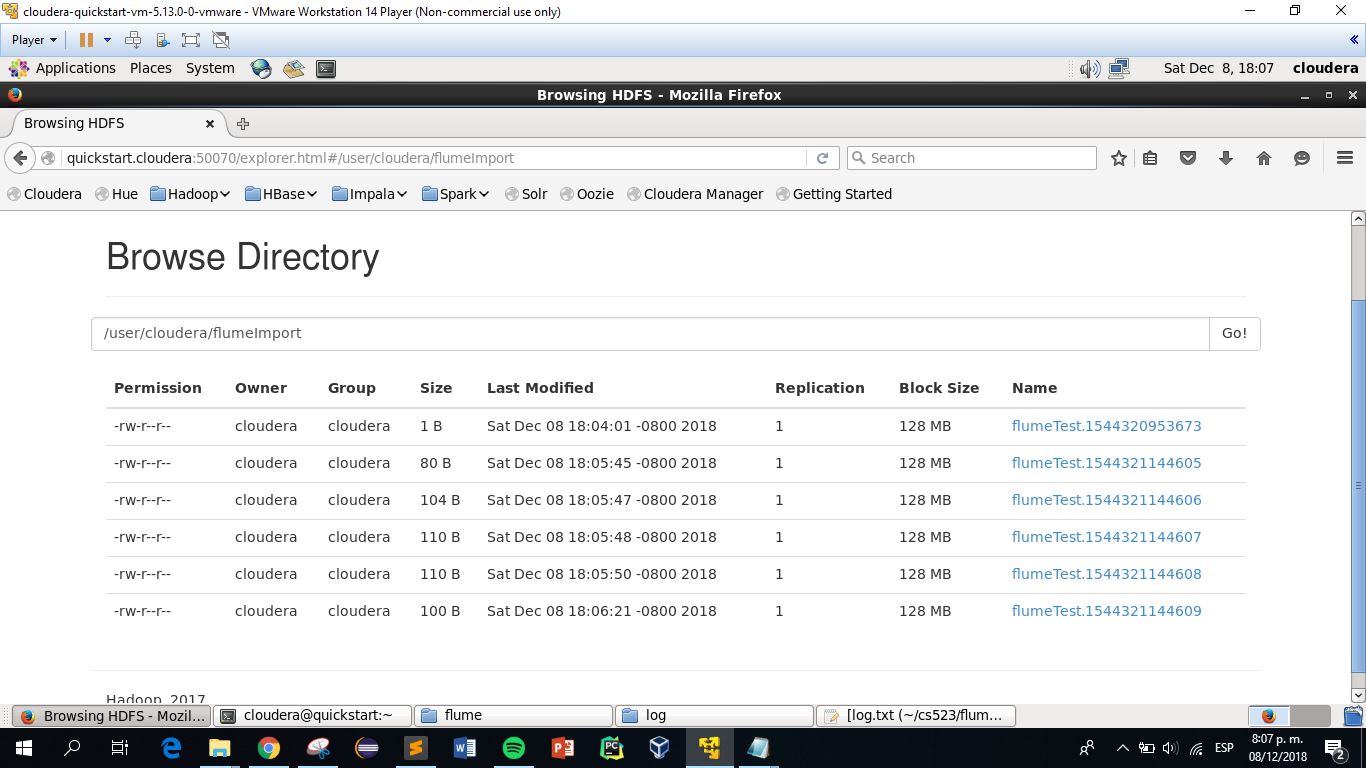 cloudera-quickstart-vm-5.13.0-0-vmware - VMware Workstation 14 Player (Non-commercial use only)
Player
Applications Places System Sat Dec 8, 18:07 cloudera
Browsing HDFS - Mozilla Firefox
Browsing HDFS
quickstart.cloudera:50070/explorer.html#/user/cloudera/flumeImport Search
Cloudera Hue Hadoop HBase Impala Spark Solr Oozie Cloudera Manager Getting Started
Browse Directory
/user/cloudera/flumeImport Go!
Permission Owner Group Size Last Modified Replication Block Size Name
-rw-r--r-- cloudera cloudera 1 B Sat Dec 08 18:04:01 -0800 2018 1 128 MB flumeTest.1544320953673
-rw-r--r-- cloudera cloudera 80 B Sat Dec 08 18:05:45 -0800 2018 1 128 MB flumeTest.1544321144605
-rw-r--r-- cloudera cloudera 104 B Sat Dec 08 18:05:47 -0800 2018 1 128 MB flumeTest.1544321144606
-rw-r--r-- cloudera cloudera 110 B Sat Dec 08 18:05:48 -0800 2018 1 128 MB flumeTest.1544321144607
-rw-r--r-- cloudera cloudera 110 B Sat Dec 08 18:05:50 -0800 2018 1 128 MB flumeTest.1544321144608
-rw-r--r-- cloudera cloudera 100 B Sat Dec 08 18:06:21 -0800 2018 1 128 MB flumeTest.1544321144609
Hadoop, 2017.
Browsing HDFS - Mozil... cloudera@quickstart:~ flume log [log.txt (~/cs523/flum...
ESP 8:07 p. m.
08/12/2018 2